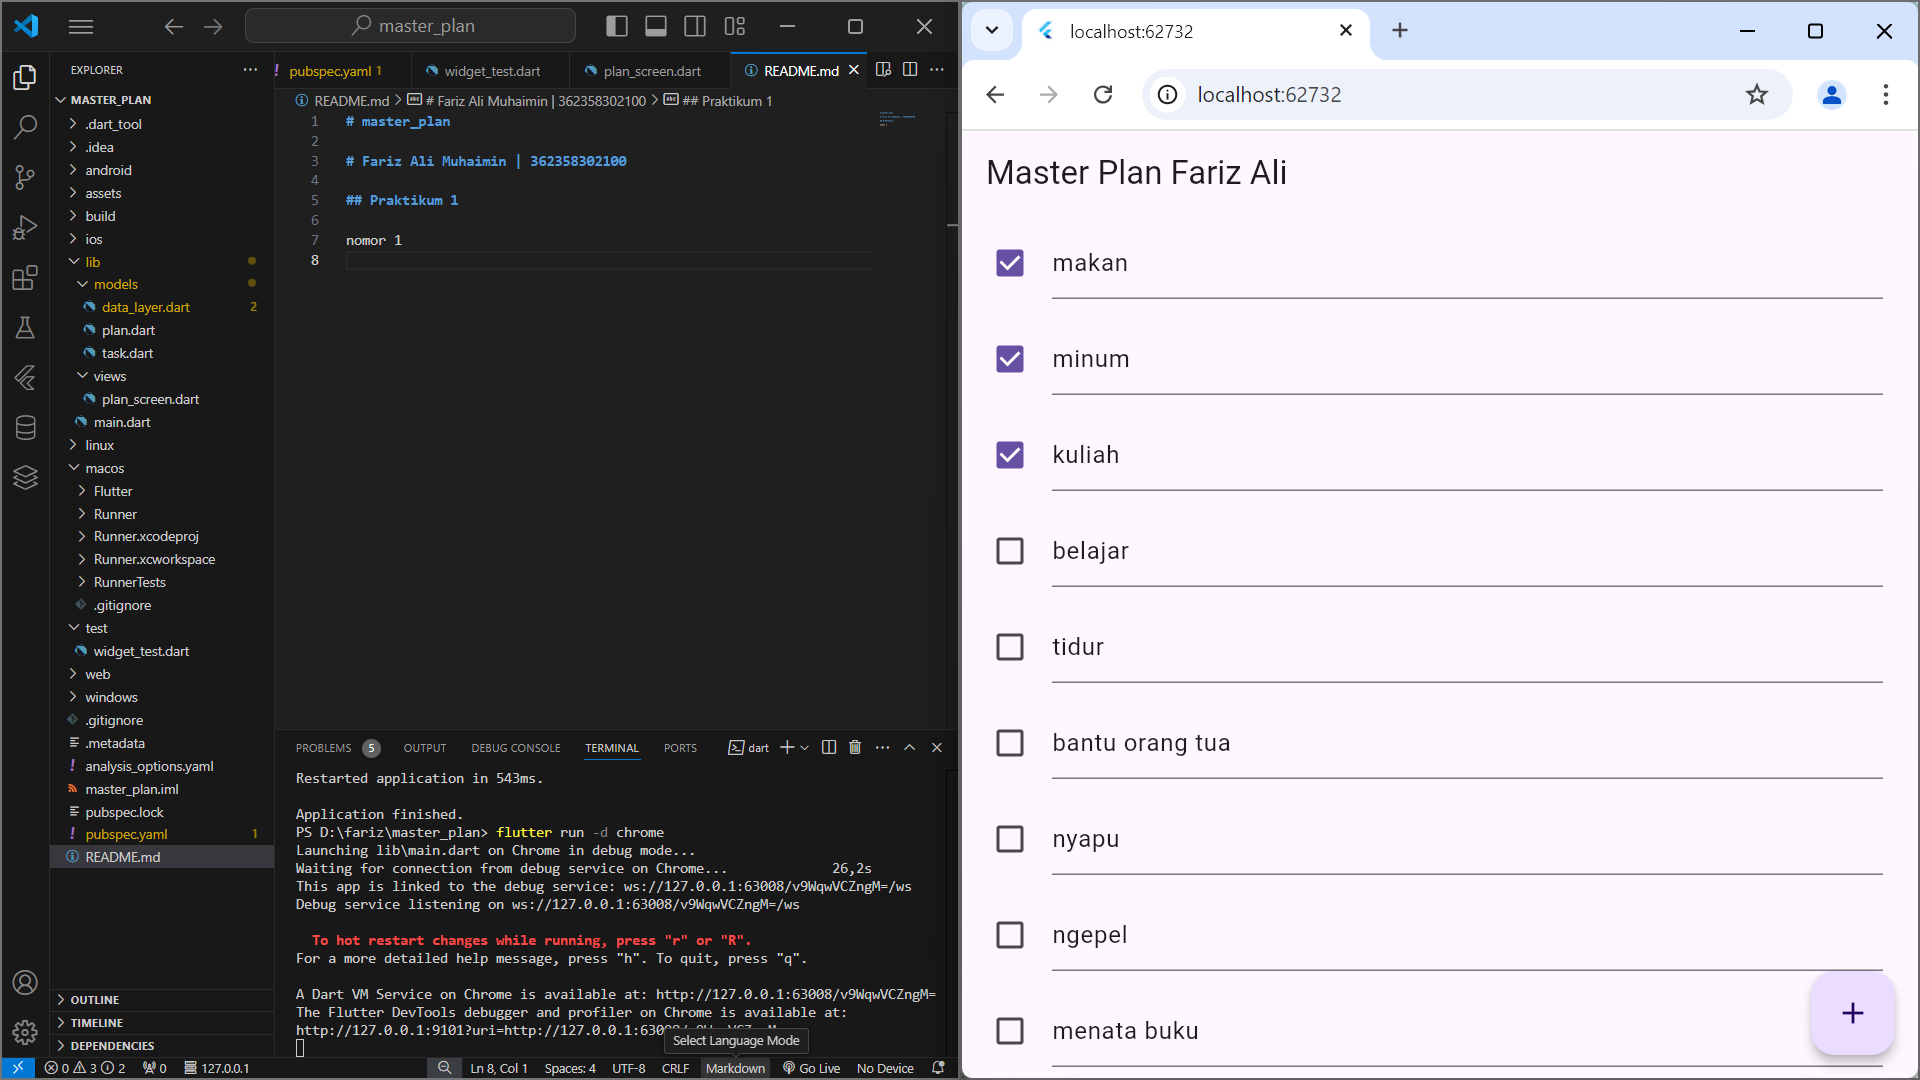 master_plan
EXPLORER
MASTER_PLAN
.dart_tool
.idea
android
assets
build
ios
lib
models
data_layer.dart 2
plan.dart
task.dart
views
plan_screen.dart
main.dart
linux
macos
Flutter
Runner
Runner.xcodeproj
Runner.xcworkspace
RunnerTests
.gitignore
test
widget_test.dart
web
windows
.gitignore
.metadata
analysis_options.yaml
master_plan.iml
pubspec.lock
pubspec.yaml 1
README.md
OUTLINE
TIMELINE
DEPENDENCIES
pubspec.yaml 1 widget_test.dart plan_screen.dart README.md
README.md > # Fariz Ali Muhaimin | 362358302100 > ## Praktikum 1
1 # master_plan
2
3 # Fariz Ali Muhaimin | 362358302100
4
5 ## Praktikum 1
6
7 nomor 1
8
PROBLEMS 5 OUTPUT DEBUG CONSOLE TERMINAL PORTS dart
Restarted application in 543ms.
Application finished.
PS D:\fariz\master_plan> flutter run -d chrome
Launching lib\main.dart on Chrome in debug mode...
Waiting for connection from debug service on Chrome... 26,2s
This app is linked to the debug service: ws://127.0.0.1:63008/v9WqwVCZngM=/ws
Debug service listening on ws://127.0.0.1:63008/v9WqwVCZngM=/ws
To hot restart changes while running, press "r" or "R".
For a more detailed help message, press "h". To quit, press "q".
A Dart VM Service on Chrome is available at: http://127.0.0.1:63008/v9WqwVCZngM=
The Flutter DevTools debugger and profiler on Chrome is available at:
http://127.0.0.1:9101?uri=http://127.0.0.1:63008
Select Language Mode
0 3 2 0 127.0.0.1 Ln 8, Col 1 Spaces: 4 UTF-8 CRLF Markdown Go Live No Device
localhost:62732
localhost:62732
Master Plan Fariz Ali
makan
minum
kuliah
belajar
tidur
bantu orang tua
nyapu
ngepel
menata buku